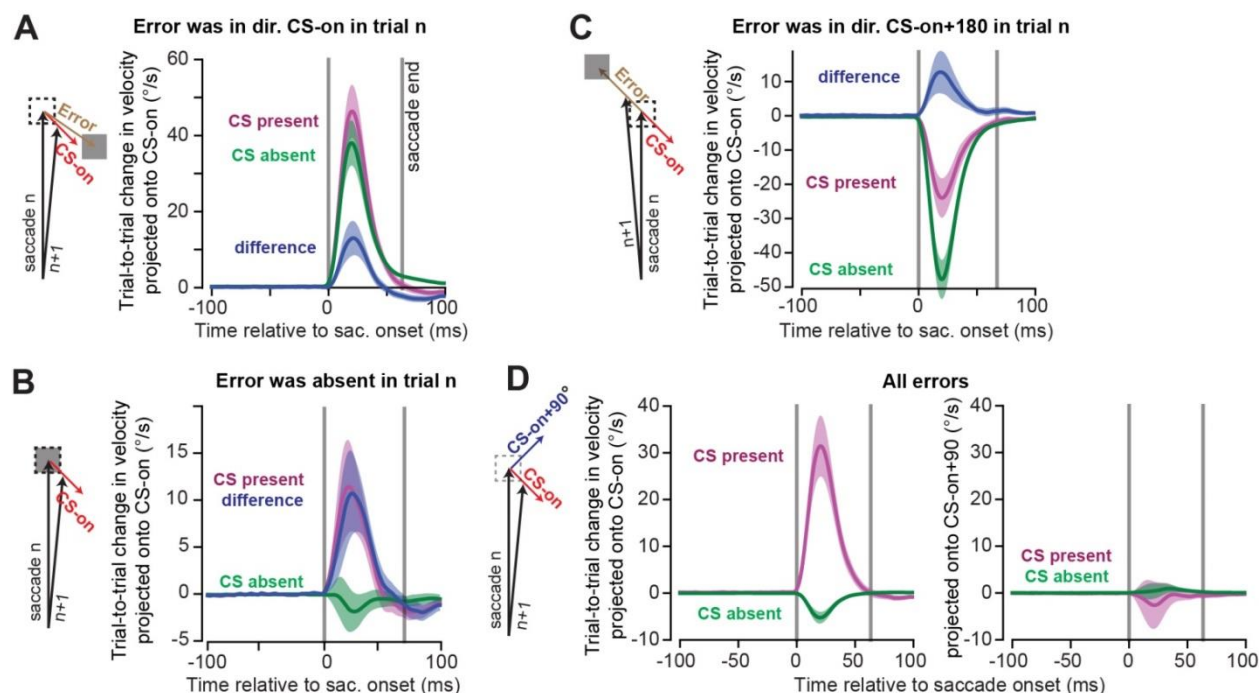 A
Error was in dir. CS-on in trial n
Error
CS-on
saccade n
n+1
Trial-to-trial change in velocity
projected onto CS-on (°/s)
60
40
20
0
CS present
CS absent
difference
saccade end
-100
0
100
Time relative to sac. onset (ms)
C
Error was in dir. CS-on+180 in trial n
Error
CS-on
saccade n
n+1
Trial-to-trial change in velocity
projected onto CS-on (°/s)
10
0
-10
-20
-30
-40
-50
difference
CS present
CS absent
-100
0
100
Time relative to sac. onset (ms)
B
Error was absent in trial n
CS-on
saccade n
n+1
Trial-to-trial change in velocity
projected onto CS-on (°/s)
15
10
5
0
-5
CS present
difference
CS absent
-100
0
100
Time relative to sac. onset (ms)
D
All errors
CS-on+90°
CS-on
saccade n
n+1
Trial-to-trial change in velocity
projected onto CS-on (°/s)
40
30
20
10
0
-10
CS present
CS absent
-100
-50
0
50
100
projected onto CS-on+90 (°/s)
40
30
20
10
0
-10
CS present
CS absent
-100
-50
0
50
100
Time relative to saccade onset (ms)